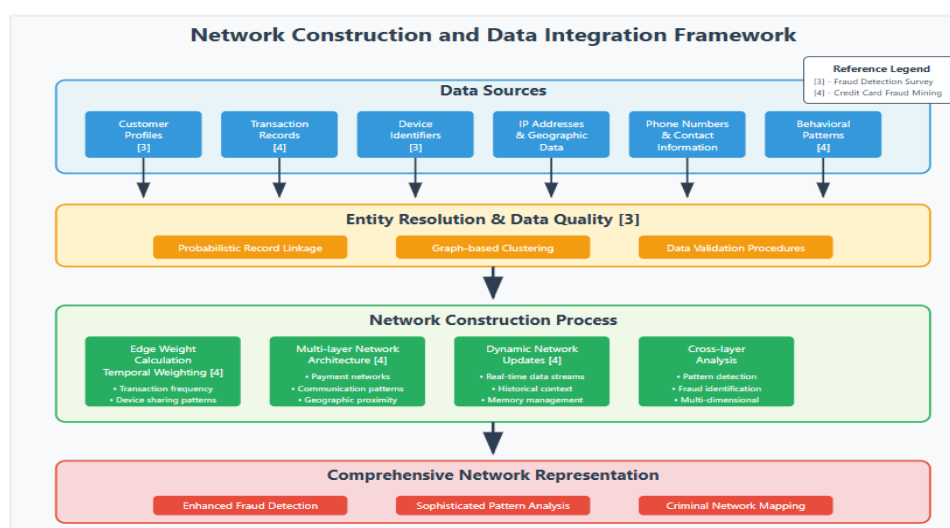 Network Construction and Data Integration Framework
Reference Legend
[3] - Fraud Detection Survey
[4] - Credit Card Fraud Mining
Data Sources
Customer
Profiles
[3]
Transaction
Records
[4]
Device
Identifiers
[3]
IP Addresses
& Geographic
Data
Phone Numbers
& Contact
Information
Behavioral
Patterns
[4]
Entity Resolution & Data Quality [3]
Probabilistic Record Linkage
Graph-based Clustering
Data Validation Procedures
Network Construction Process
Edge Weight
Calculation
Temporal Weighting [4]
• Transaction frequency
• Device sharing patterns
Multi-layer Network
Architecture [4]
• Payment networks
• Communication patterns
• Geographic proximity
Dynamic Network
Updates [4]
• Real-time data streams
• Historical context
• Memory management
Cross-layer
Analysis
• Pattern detection
• Fraud identification
• Multi-dimensional
Comprehensive Network Representation
Enhanced Fraud Detection
Sophisticated Pattern Analysis
Criminal Network Mapping